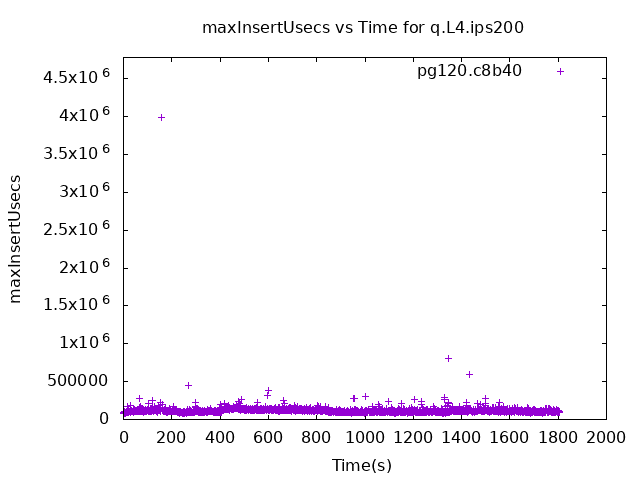 maxInsertUsecs vs Time for q.L4.ips200
pg120.c8b40
maxInsertUsecs
4.5x10^6
4x10^6
3.5x10^6
3x10^6
2.5x10^6
2x10^6
1.5x10^6
1x10^6
500000
0
0 200 400 600 800 1000 1200 1400 1600 1800 2000
Time(s)